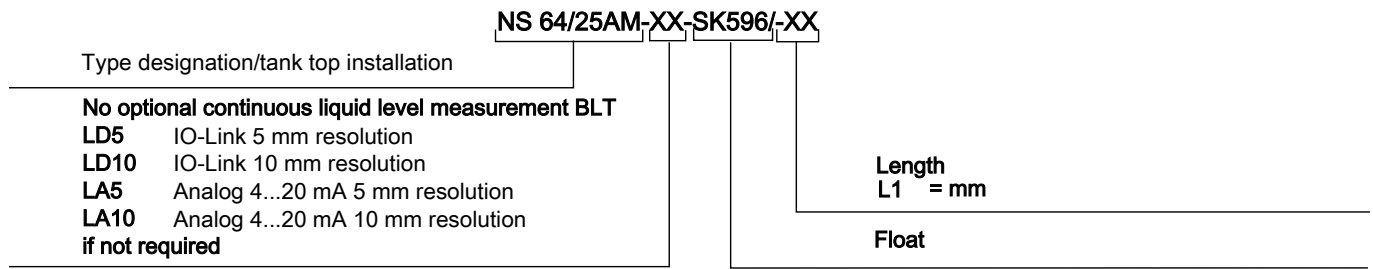 NS 64/25AM-XX-SK596/-XX
Type designation/tank top installation
No optional continuous liquid level measurement BLT
LD5 IO-Link 5 mm resolution
LD10 IO-Link 10 mm resolution
LA5 Analog 4...20 mA 5 mm resolution
LA10 Analog 4...20 mA 10 mm resolution
if not required
Length
L1 = mm
Float